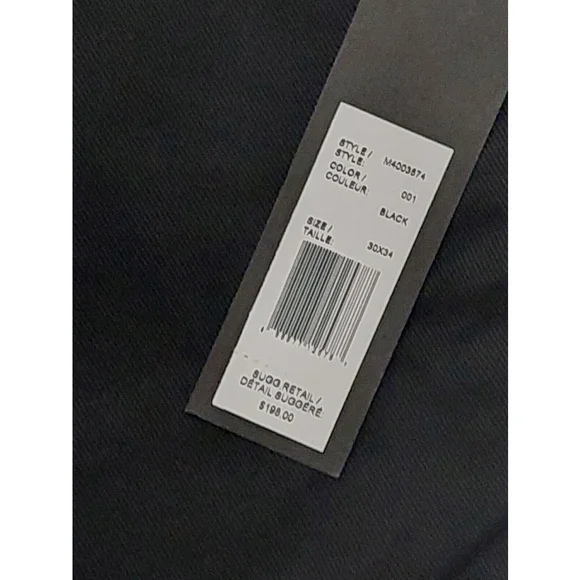 STYLE / M4003874
STYLE:
COLOR / 001
COULEUR:
BLACK
SIZE / 30X34
TAILLE:
SUGG.RETAIL /
DÉTAIL SUGGÉRÉ:
$198.00